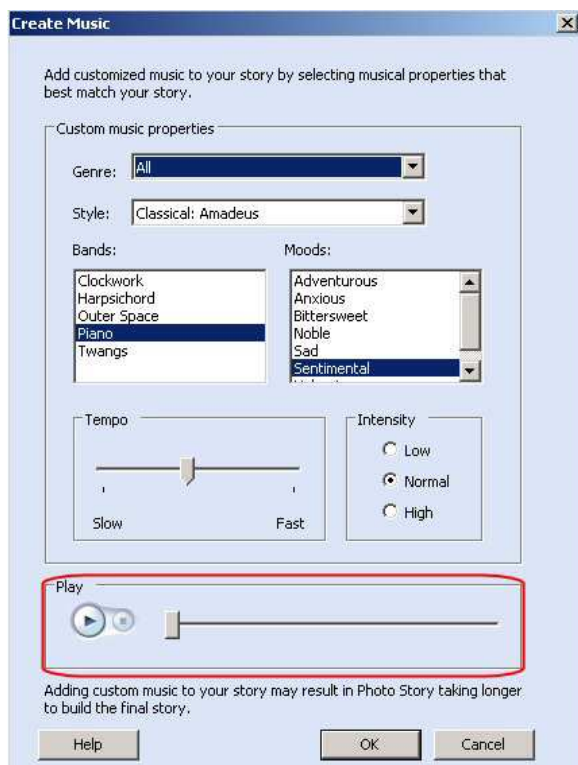 Create Music
Add customized music to your story by selecting musical properties that
best match your story.
Custom music properties
Genre: All
Style: Classical: Amadeus
Bands:
Clockwork
Harpsichord
Outer Space
Piano
Twangs
Moods:
Adventurous
Anxious
Bittersweet
Noble
Sad
Sentimental
Tempo
Slow Fast
Intensity
Low
Normal
High
Play
Adding custom music to your story may result in Photo Story taking longer
to build the final story.
Help OK Cancel